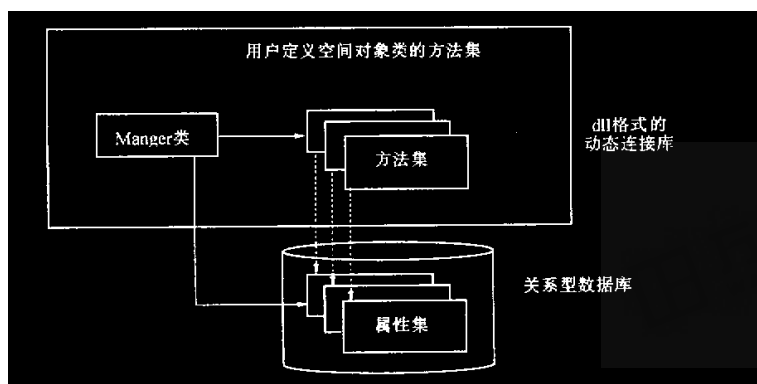 用户定义空间对象类的方法集
Manger类
方法集
dll格式的
动态连接库
关系型数据库
属性集